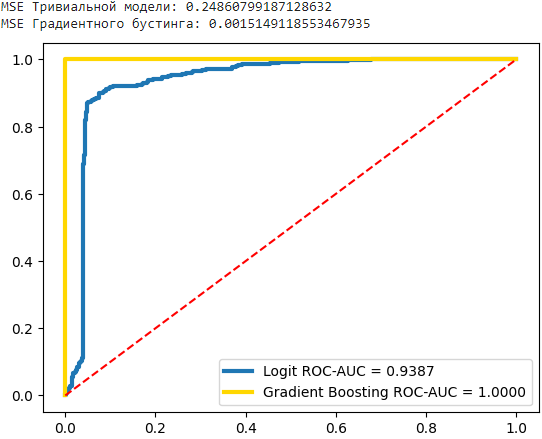 MSE Тривиальной модели: 0.24860799187128632
MSE Градиентного бустинга: 0.0015149118553467935
1.0
0.8
0.6
0.4
0.2
0.0
Logit ROC-AUC = 0.9387
Gradient Boosting ROC-AUC = 1.0000
0.0 0.2 0.4 0.6 0.8 1.0